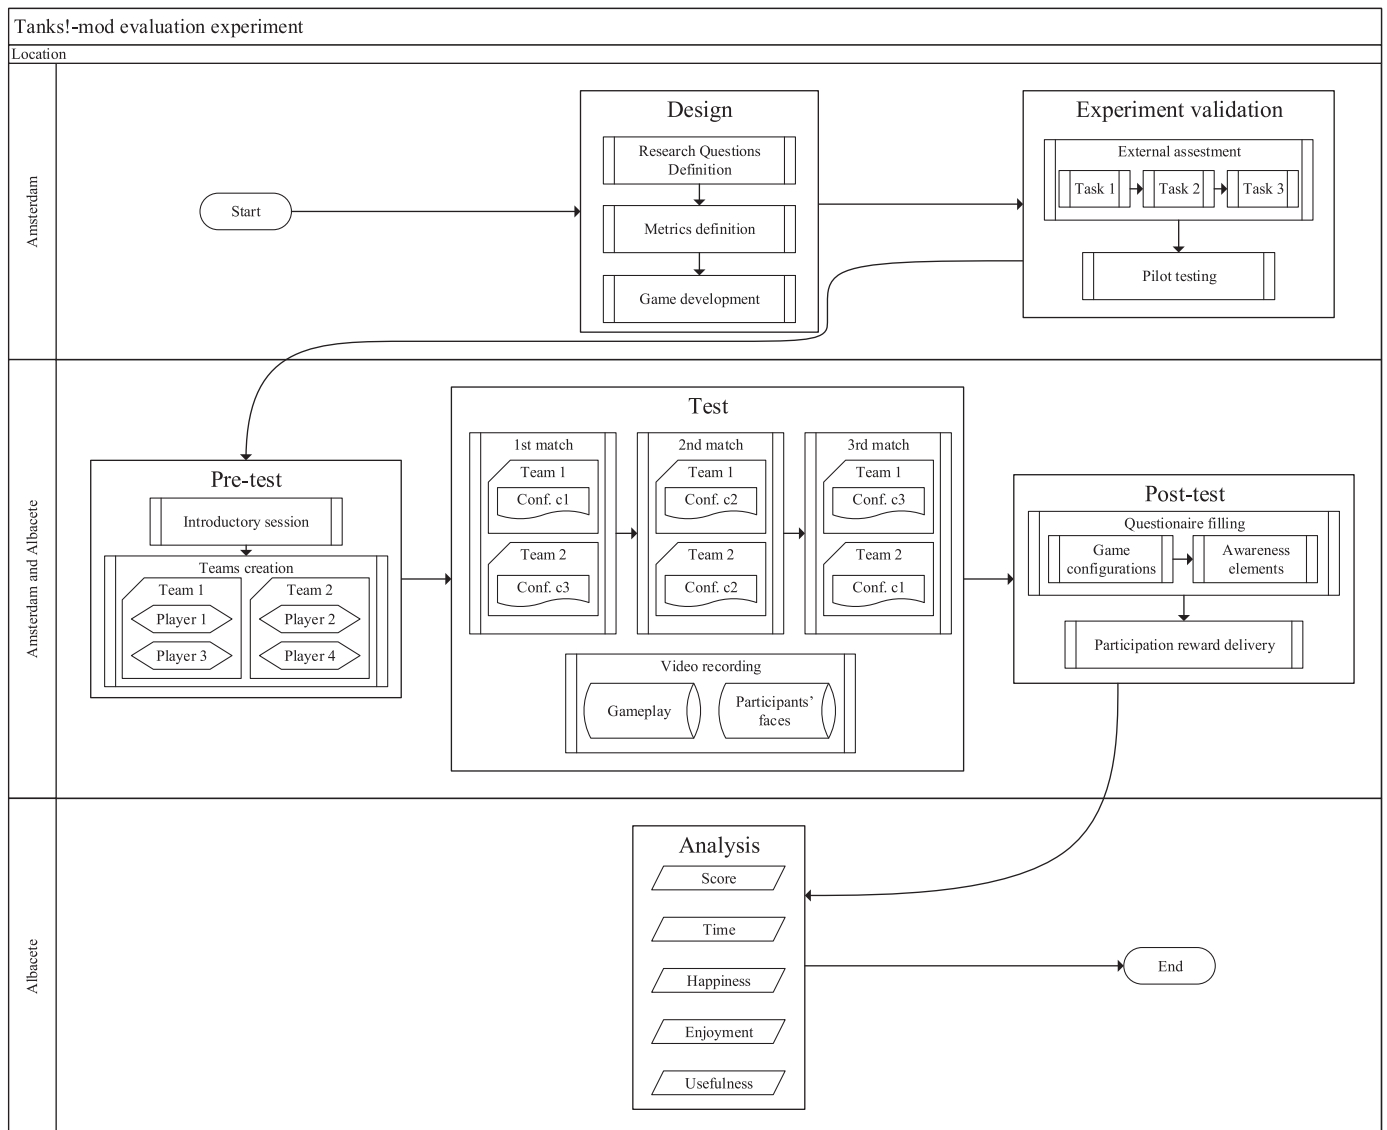 Tanks!-mod evaluation experiment
Location
Amsterdam
Start
Design
Research Questions
Definition
Metrics definition
Game development
Experiment validation
External assestment
Task 1
Task 2
Task 3
Pilot testing
Amsterdam and Albacete
Pre-test
Introductory session
Teams creation
Team 1
Player 1
Player 3
Team 2
Player 2
Player 4
Test
1st match
Team 1
Conf. c1
Team 2
Conf. c3
2nd match
Team 1
Conf. c2
Team 2
Conf. c2
3rd match
Team 1
Conf. c3
Team 2
Conf. c1
Video recording
Gameplay
Participants’
faces
Post-test
Questionaire filling
Game
configurations
Awareness
elements
Participation reward delivery
Albacete
Analysis
Score
Time
Happiness
Enjoyment
Usefulness
End